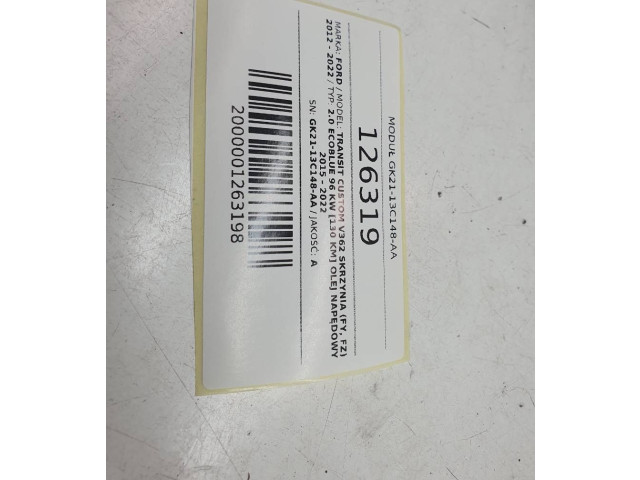 MODUŁ GK21-13C148-AA
126319
MARKA: FORD / MODEL: TRANSIT CUSTOM V362 SKRZYNIA (FY, FZ)
2012 - 2022 / TYP: 2.0 ECOBLUE 96 KW [130 KM] OLEJ NAPĘDOWY
2015 - 2022
SN: GK21-13C148-AA / JAKOŚĆ: A
2000001263198